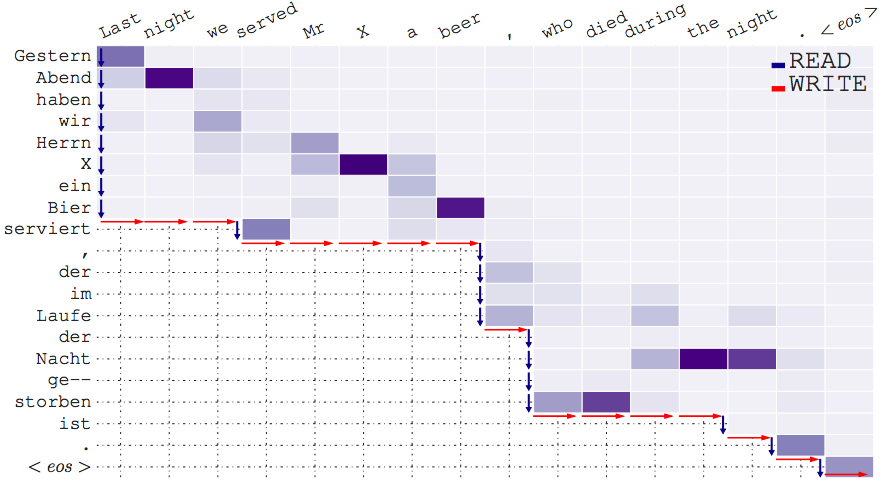 Last night we served Mr X a beer , who died during the night . <eos>
READ
WRITE
Gestern
Abend
haben
wir
Herrn
X
ein
Bier
serviert
,
der
im
Laufe
der
Nacht
ge--
storben
ist
.
<eos>